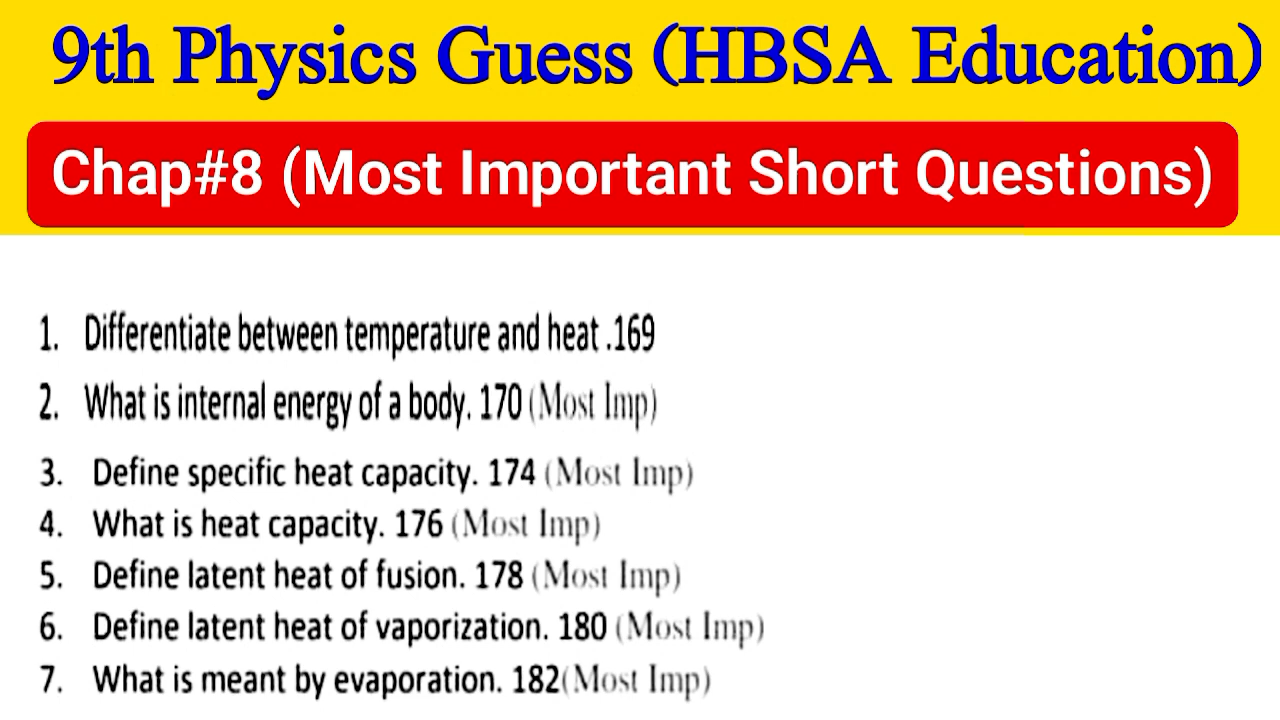 9th Physics Guess (HBSA Education)
Chap#8 (Most Important Short Questions)
1. Differentiate between temperature and heat .169
2. What is internal energy of a body. 170 (Most Imp)
3. Define specific heat capacity. 174 (Most Imp)
4. What is heat capacity. 176 (Most Imp)
5. Define latent heat of fusion. 178 (Most Imp)
6. Define latent heat of vaporization. 180 (Most Imp)
7. What is meant by evaporation. 182(Most Imp)